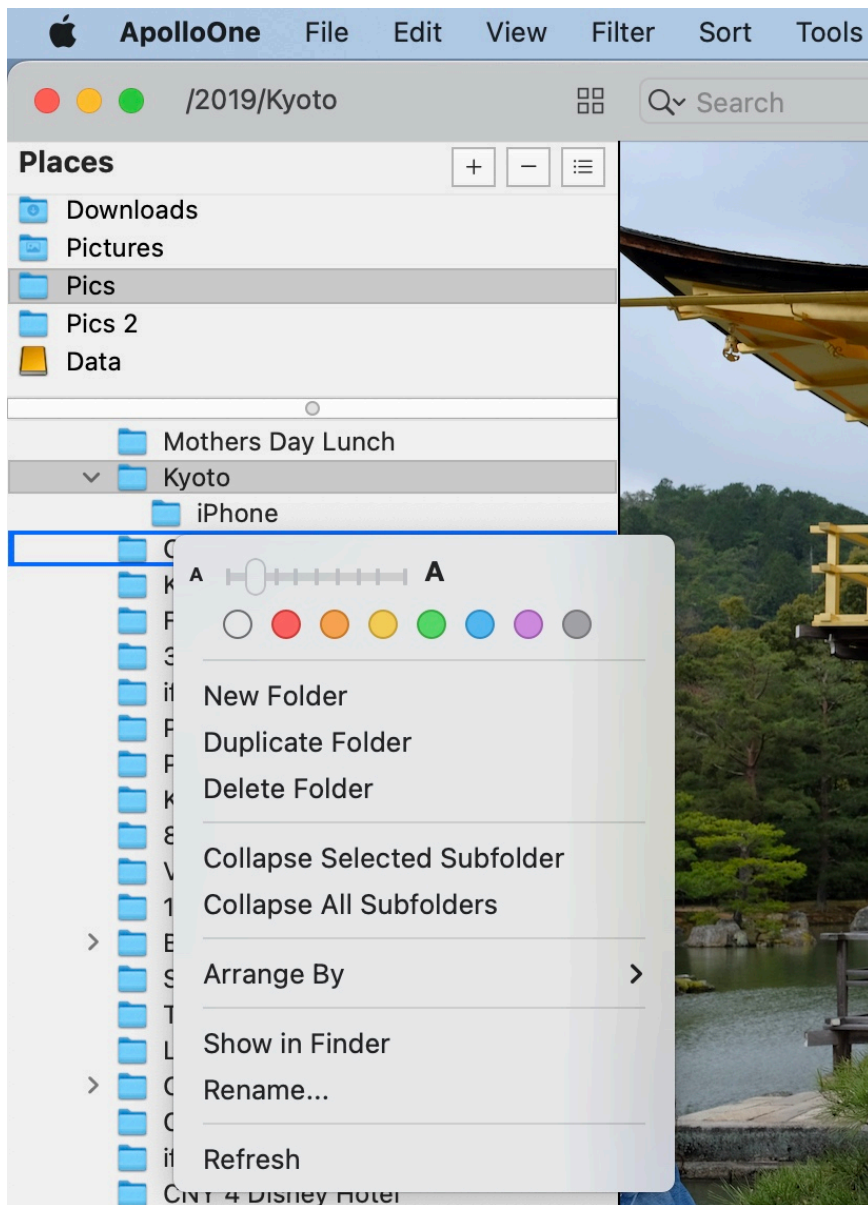 ApolloOne File Edit View Filter Sort Tools
/2019/Kyoto Search
Places
Downloads
Pictures
Pics
Pics 2
Data
Mothers Day Lunch
Kyoto
iPhone
A A
New Folder
Duplicate Folder
Delete Folder
Collapse Selected Subfolder
Collapse All Subfolders
Arrange By
Show in Finder
Rename...
Refresh
CNY 4 Disney Hotel